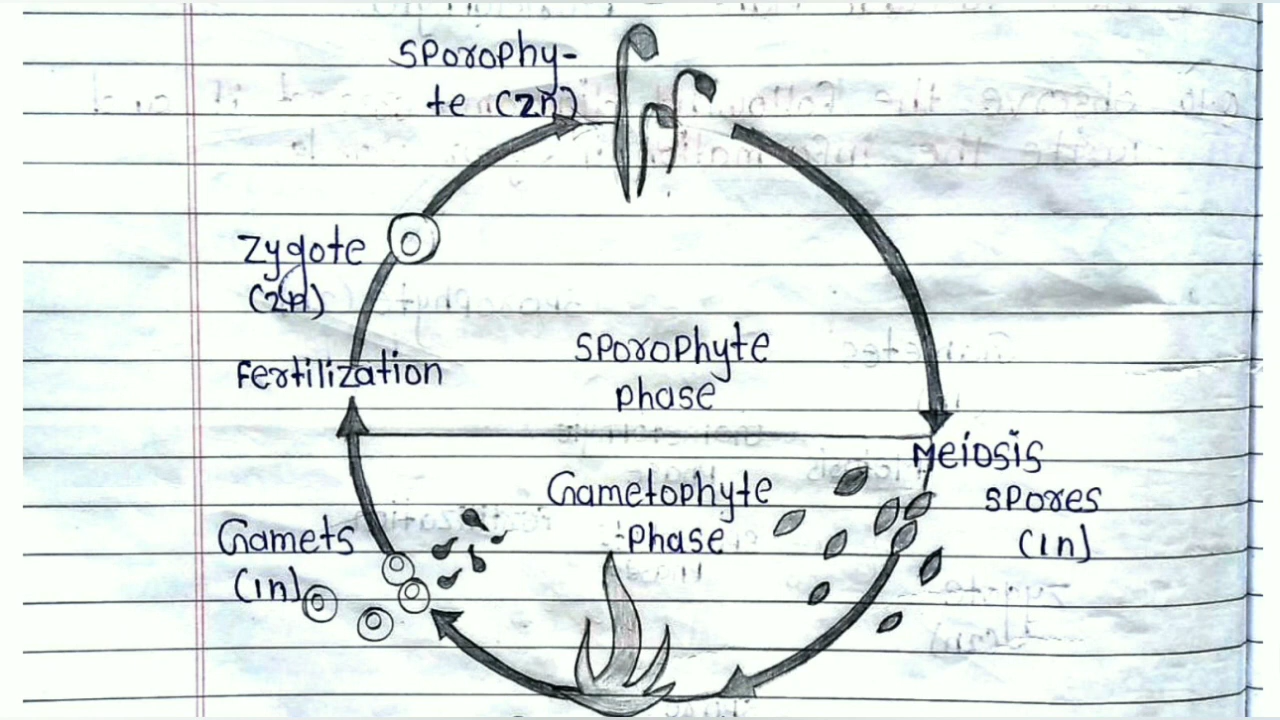 Sporophy-
te (2n)
Zygote
(2n)
Fertilization
Sporophyte
phase
Meiosis
Spores
(1n)
Gametophyte
Phase
Gamets
(1n)